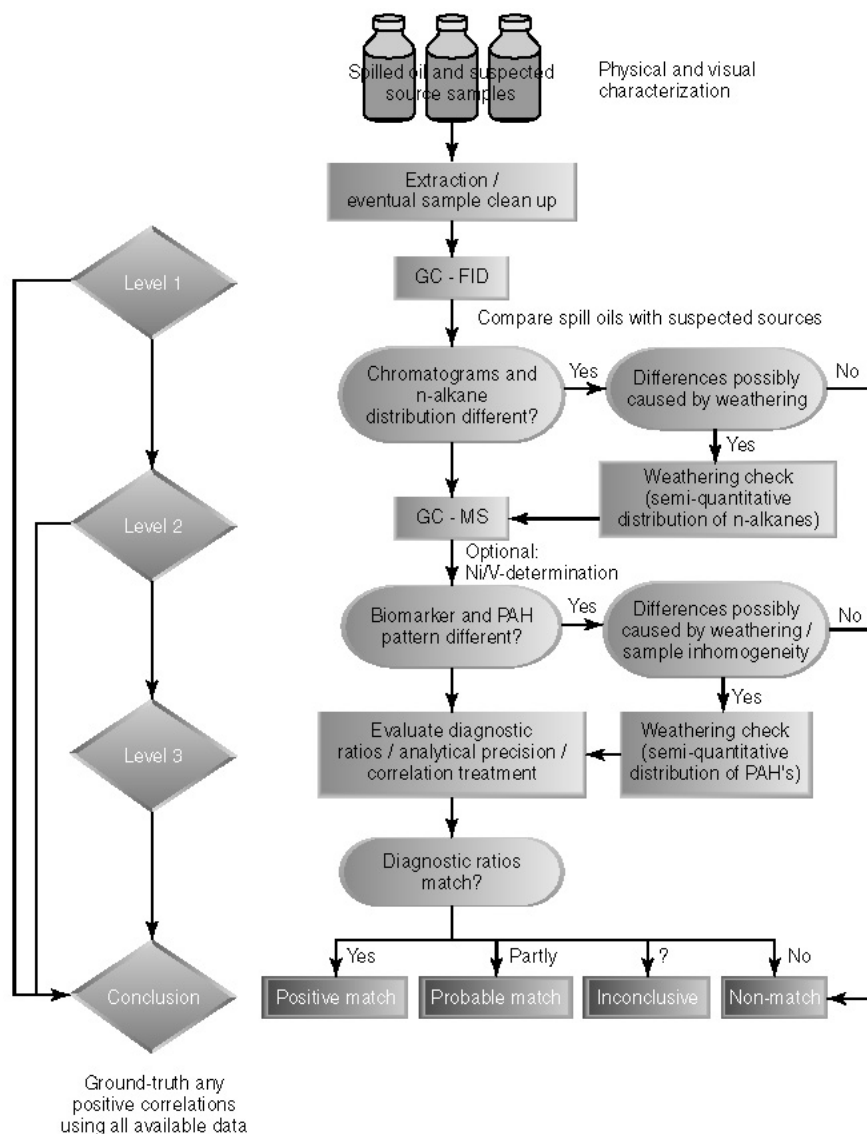 Spilled oil and suspected
source samples
Physical and visual
characterization
Extraction /
eventual sample clean up
Level 1
GC - FID
Compare spill oils with suspected sources
Chromatograms and
n-alkane
distribution different?
Yes
Differences possibly
caused by weathering
No
Yes
Weathering check
(semi-quantitative
distribution of n-alkanes)
Level 2
GC - MS
Optional:
Ni/V-determination
Biomarker and PAH
pattern different?
Yes
Differences possibly
caused by weathering /
sample inhomogeneity
No
Yes
Level 3
Evaluate diagnostic
ratios / analytical precision /
correlation treatment
Weathering check
(semi-quantitative
distribution of PAH's)
Diagnostic ratios
match?
Yes
Partly
?
No
Conclusion
Positive match
Probable match
Inconclusive
Non-match
Ground-truth any
positive correlations
using all available data